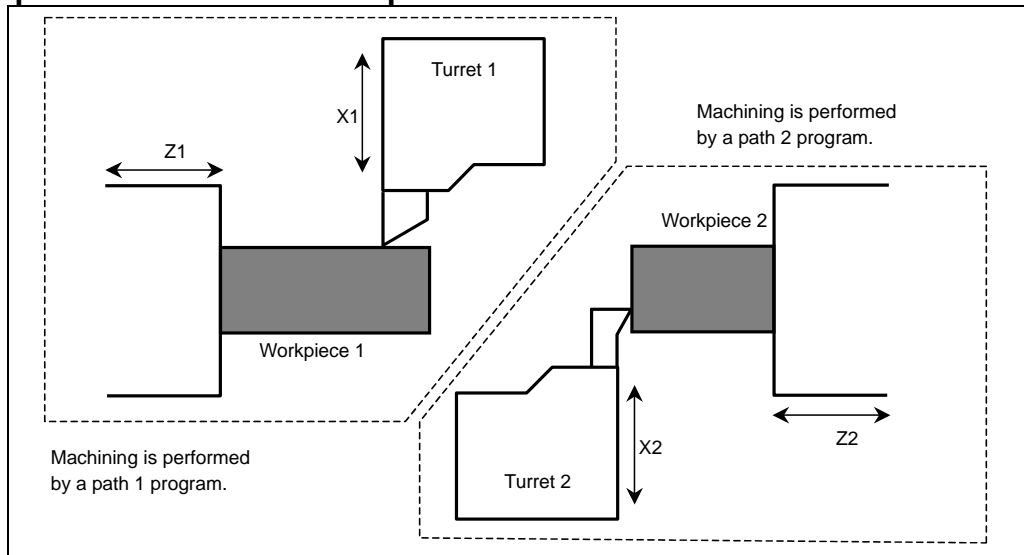 Turret 1
X1
Machining is performed
by a path 2 program.
Z1
Workpiece 2
Workpiece 1
Machining is performed
by a path 1 program.
Turret 2
X2
Z2